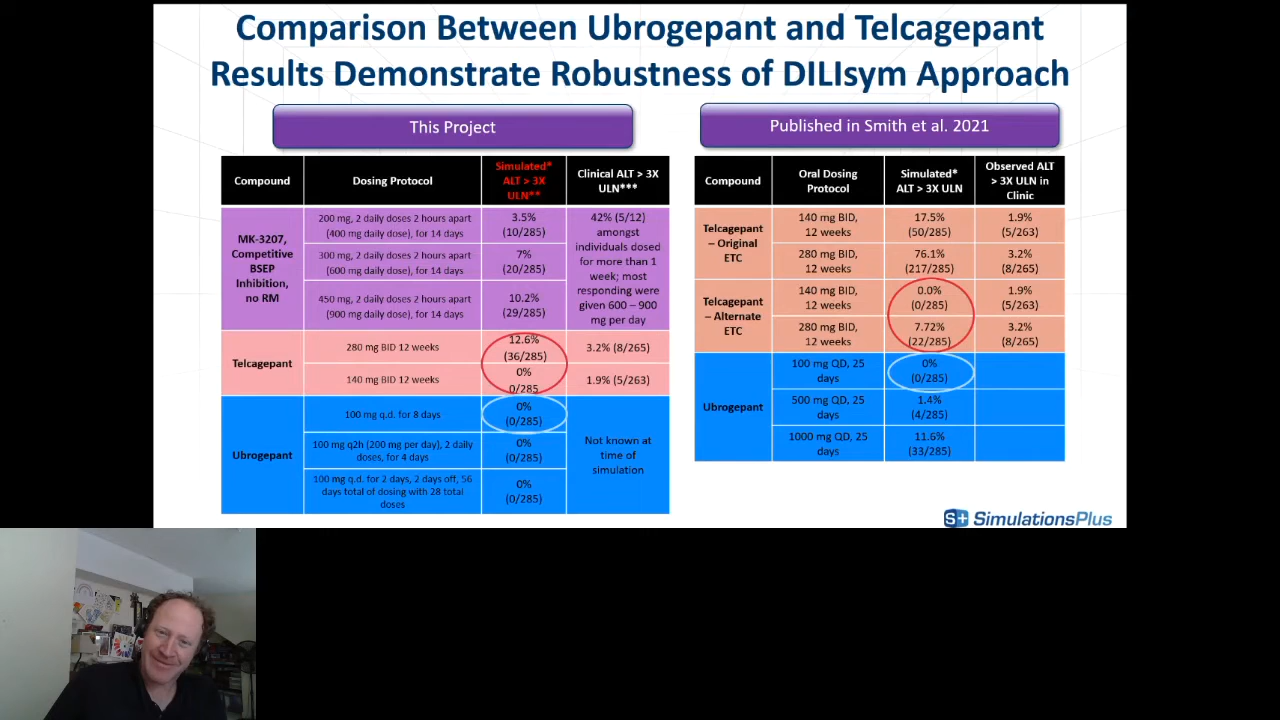 Comparison Between Ubrogepant and Telcagepant
Results Demonstrate Robustness of DILIsym Approach
This Project
Compound
Dosing Protocol
Simulated*
ALT > 3X
ULN**
Clinical ALT > 3X
ULN***
MK-3207,
Competitive
BSEP
Inhibition,
no RM
200 mg, 2 daily doses 2 hours apart
(400 mg daily dose), for 14 days
3.5%
(10/285)
42% (5/12)
amongst
individuals dosed
for more than 1
week; most
responding were
given 600 – 900
mg per day
300 mg, 2 daily doses 2 hours apart
(600 mg daily dose), for 14 days
7%
(20/285)
450 mg, 2 daily doses 2 hours apart
(900 mg daily dose), for 14 days
10.2%
(29/285)
Telcagepant
280 mg BID 12 weeks
12.6%
(36/285)
3.2% (8/265)
140 mg BID 12 weeks
0%
0/285
1.9% (5/263)
Ubrogepant
100 mg q.d. for 8 days
0%
(0/285)
Not known at
time of
simulation
100 mg q2h (200 mg per day), 2 daily
doses, for 4 days
0%
(0/285)
100 mg q.d. for 2 days, 2 days off, 56
days total of dosing with 28 total
doses
0%
(0/285)
Published in Smith et al. 2021
Compound
Oral Dosing
Protocol
Simulated*
ALT > 3X ULN
Observed ALT
> 3X ULN in
Clinic
Telcagepant
– Original
ETC
140 mg BID,
12 weeks
17.5%
(50/285)
1.9%
(5/263)
280 mg BID,
12 weeks
76.1%
(217/285)
3.2%
(8/265)
Telcagepant
– Alternate
ETC
140 mg BID,
12 weeks
0.0%
(0/285)
1.9%
(5/263)
280 mg BID,
12 weeks
7.72%
(22/285)
3.2%
(8/265)
Ubrogepant
100 mg QD, 25
days
0%
(0/285)
500 mg QD, 25
days
1.4%
(4/285)
1000 mg QD, 25
days
11.6%
(33/285)
S+ SimulationsPlus